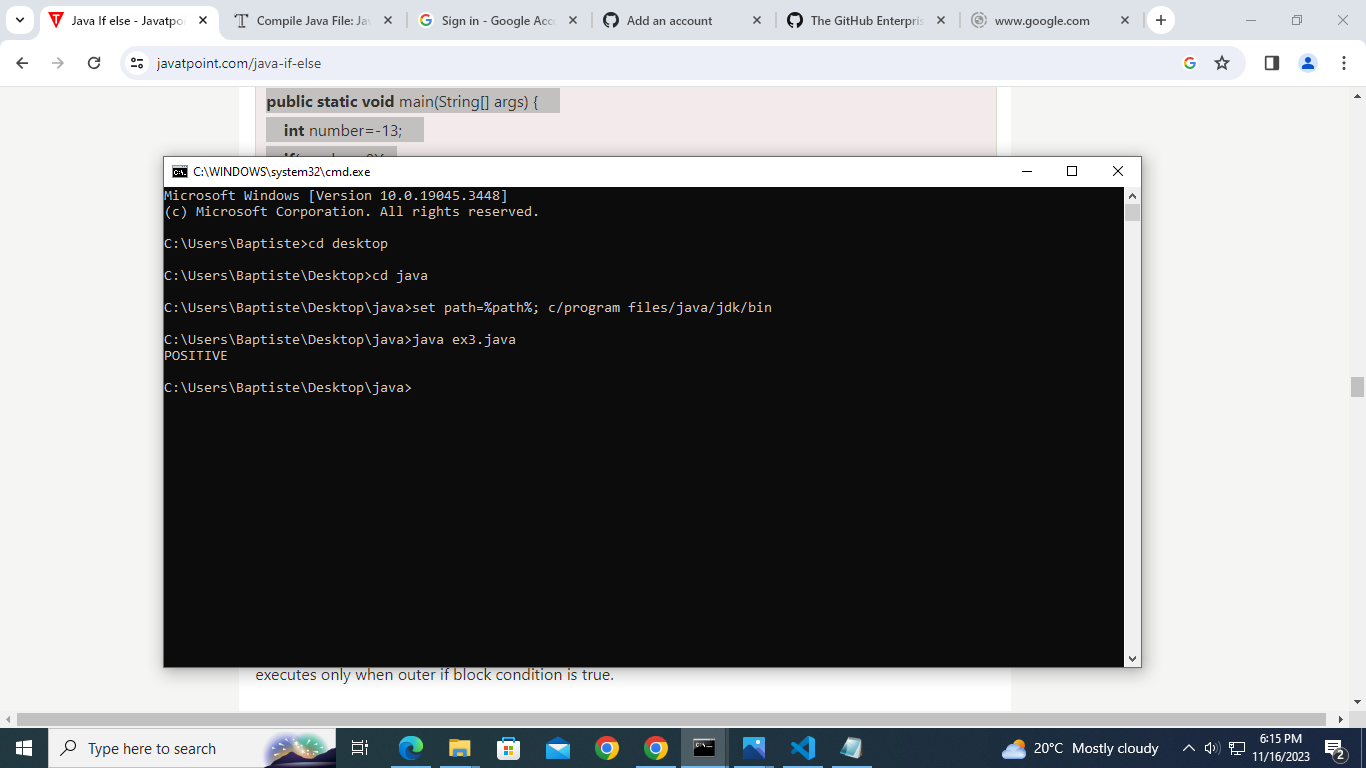 Java If else - Javatpoi
Compile Java File: Jav
Sign in - Google Acco
Add an account
The GitHub Enterpris
www.google.com
javatpoint.com/java-if-else
public static void main(String[] args) {
int number=-13;
C:\WINDOWS\system32\cmd.exe
Microsoft Windows [Version 10.0.19045.3448]
(c) Microsoft Corporation. All rights reserved.
C:\Users\Baptiste>cd desktop
C:\Users\Baptiste\Desktop>cd java
C:\Users\Baptiste\Desktop\java>set path=%path%; c/program files/java/jdk/bin
C:\Users\Baptiste\Desktop\java>java ex3.java
POSITIVE
C:\Users\Baptiste\Desktop\java>
executes only when outer if block condition is true.
Type here to search
20°C Mostly cloudy
6:15 PM
11/16/2023
2